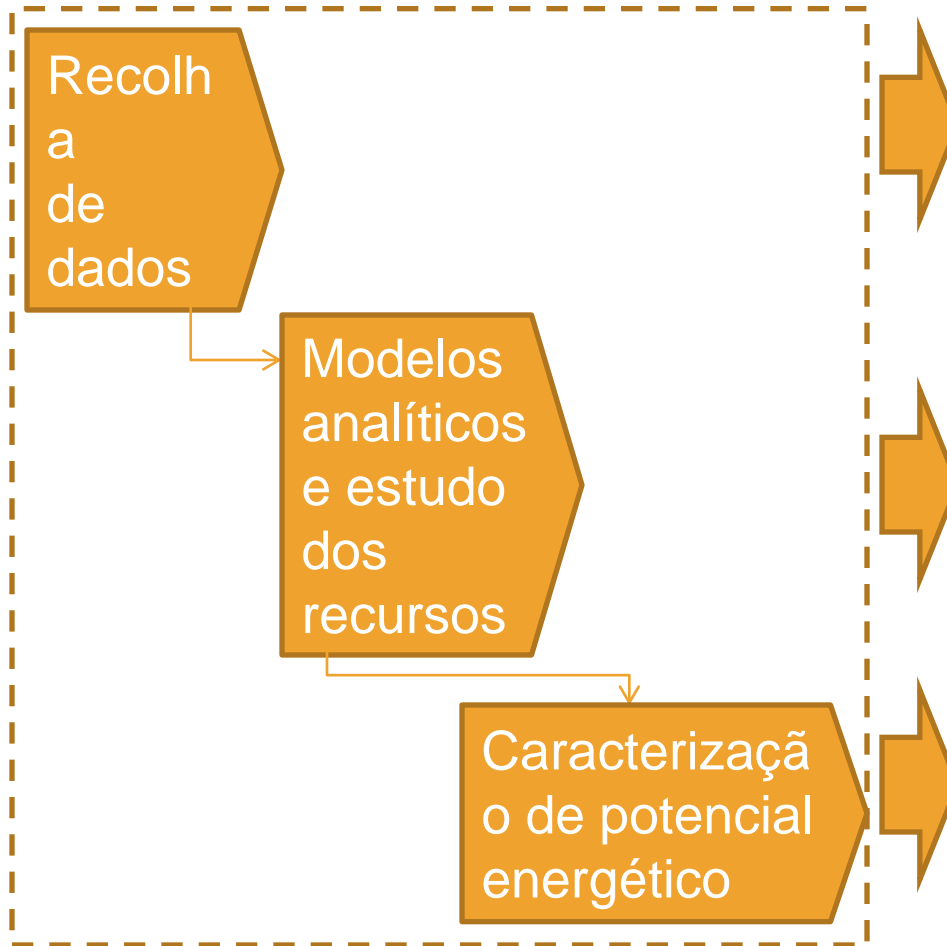 Recolh
a
de
dados
Modelos
analíticos
e estudo
dos
recursos
Caracterizaçã
o de potencial
energético